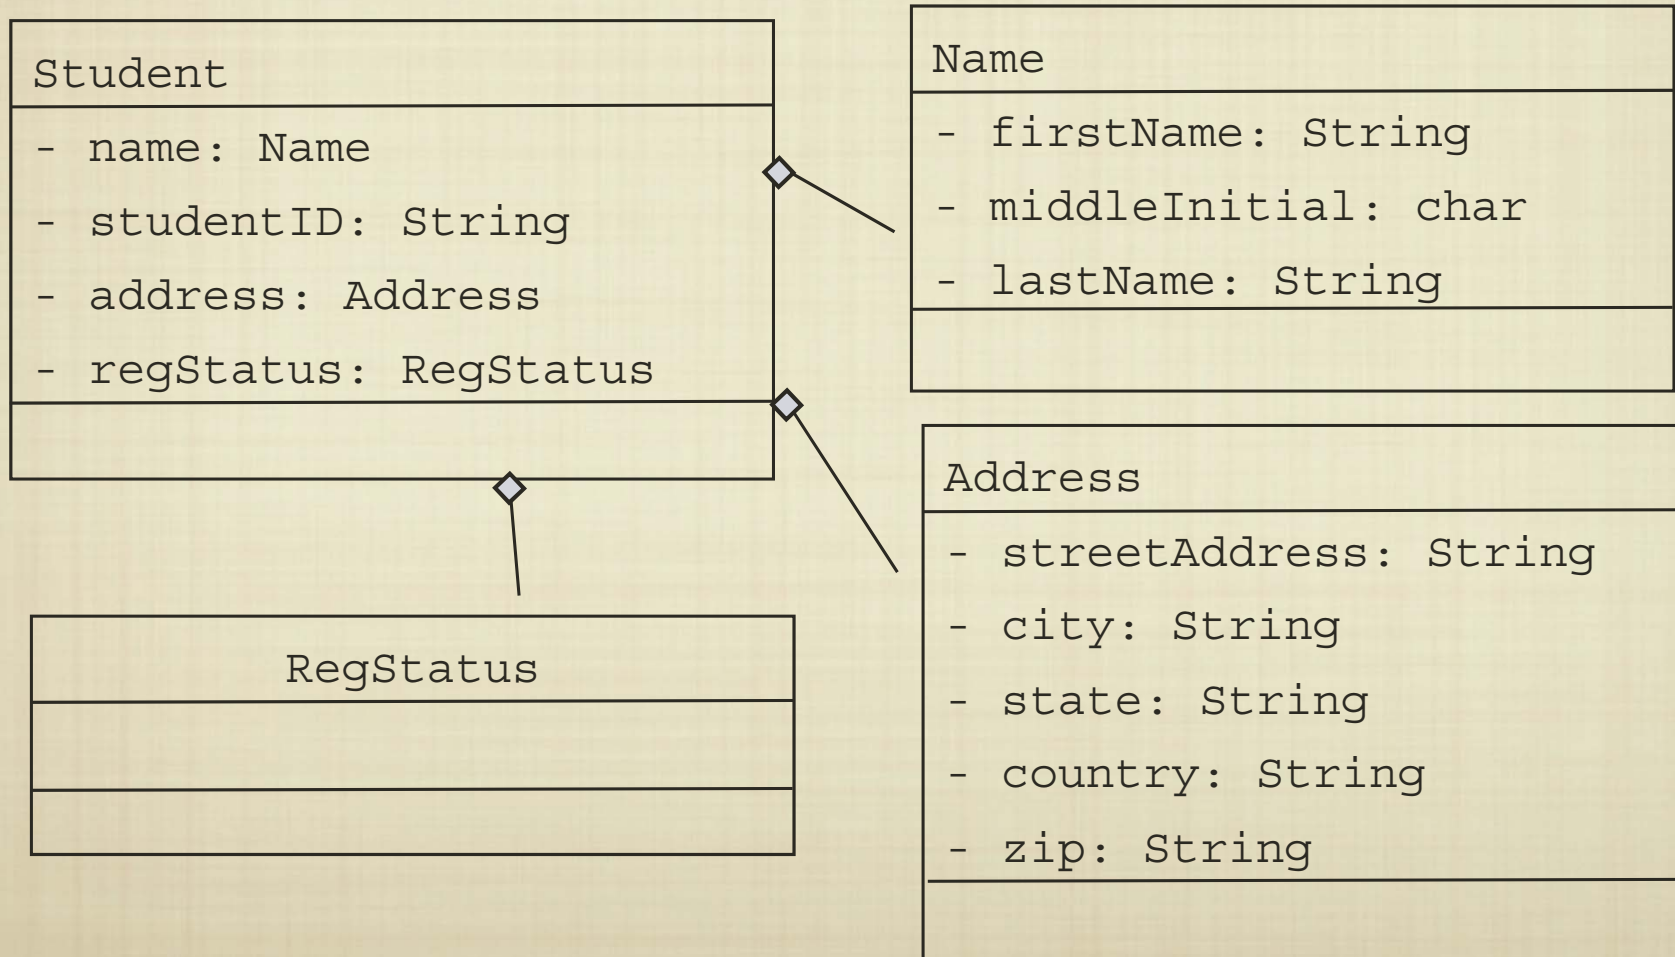 Student
- name: Name
- studentID: String
- address: Address
- regStatus: RegStatus
Name
- firstName: String
- middleInitial: char
- lastName: String
RegStatus
Address
- streetAddress: String
- city: String
- state: String
- country: String
- zip: String